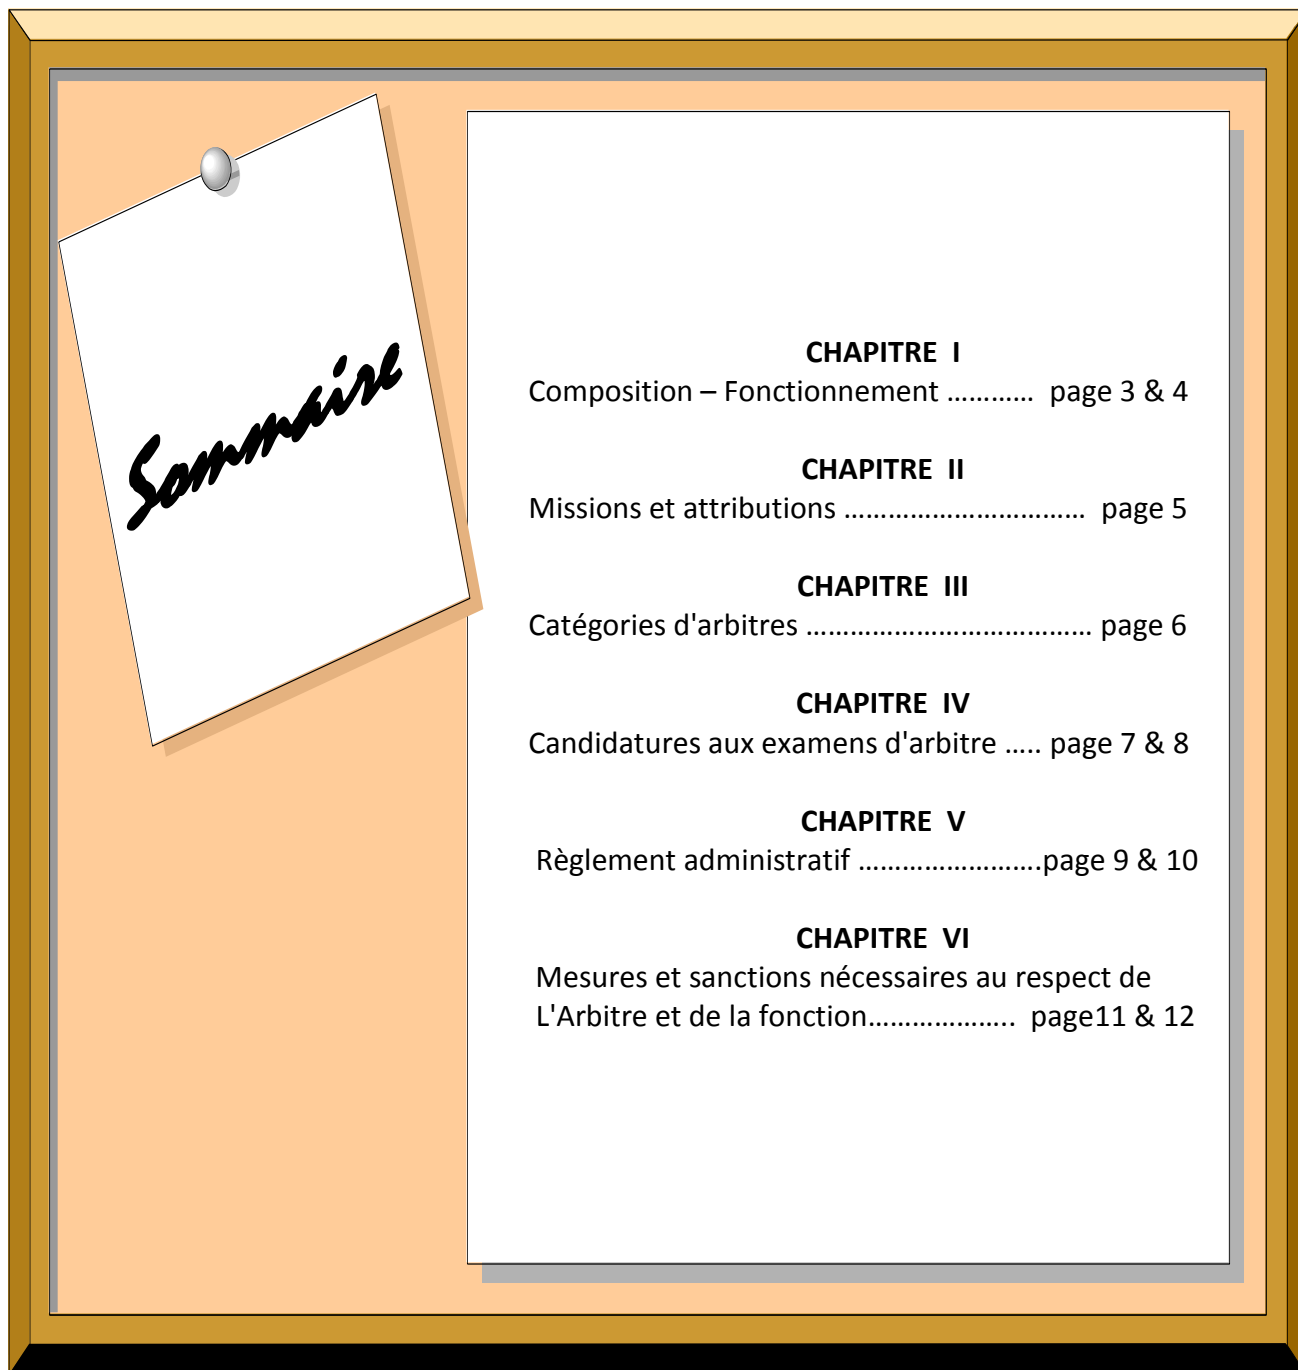 Sommaire
CHAPITRE I
Composition – Fonctionnement ………… page 3 & 4
CHAPITRE II
Missions et attributions …………………………… page 5
CHAPITRE III
Catégories d'arbitres ………………………………… page 6
CHAPITRE IV
Candidatures aux examens d'arbitre ….. page 7 & 8
CHAPITRE V
Règlement administratif …………………….page 9 & 10
CHAPITRE VI
Mesures et sanctions nécessaires au respect de
L'Arbitre et de la fonction……………….. page11 & 12